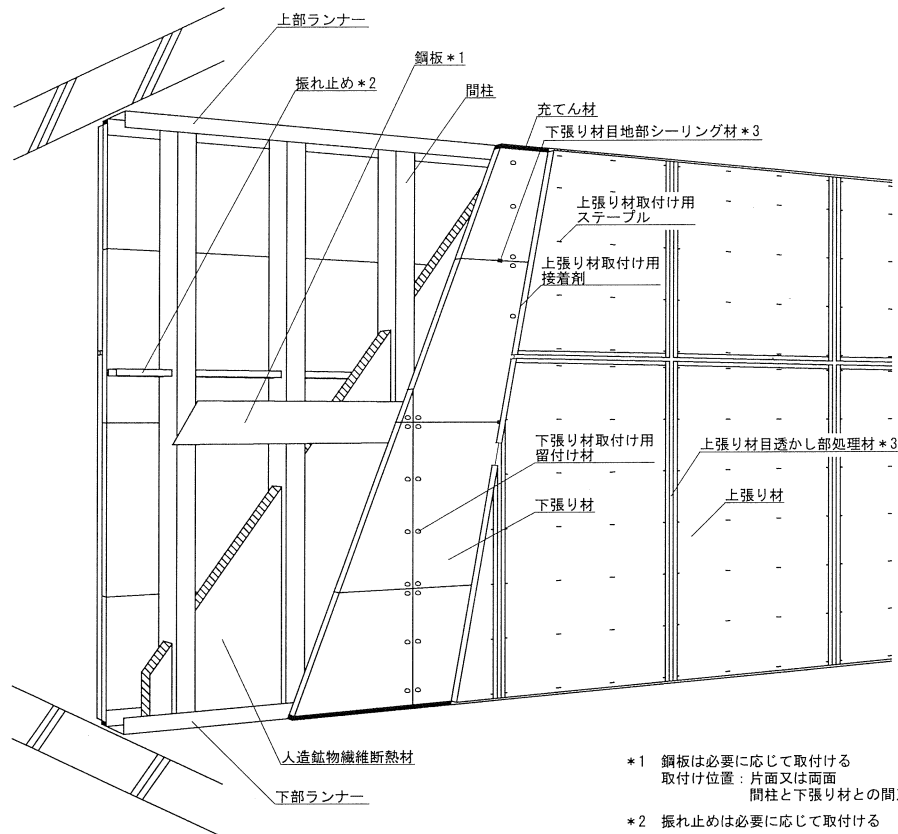 上部ランナー
鋼板*1
振れ止め*2
間柱
充てん材
下張り材目地部シーリング材*3
上張り材取付け用
ステープル
上張り材取付け用
接着剤
下張り材取付け用
留付け材
上張り材目透かし部処理材*3
下張り材
上張り材
人造鉱物繊維断熱材
下部ランナー
*1 鋼板は必要に応じて取付ける
取付け位置:片面又は両面
間柱と下張り材との間
*2 振れ止めは必要に応じて取付ける